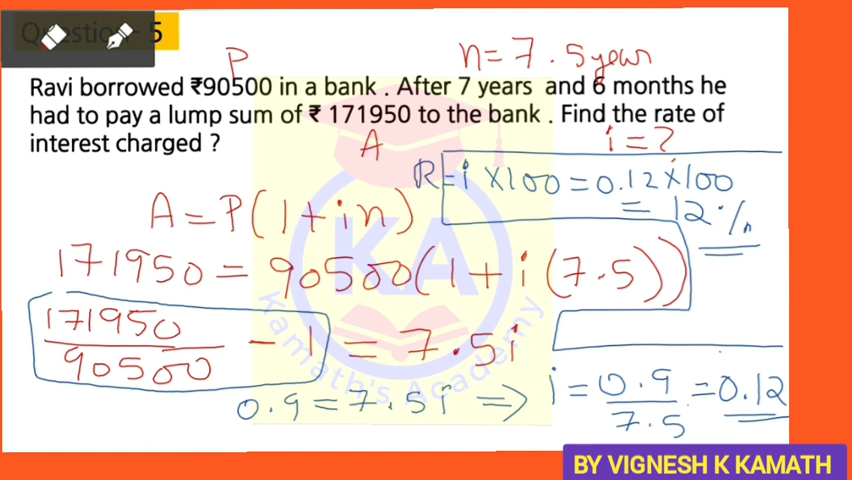 Question- 5
P
n = 7.5 year
Ravi borrowed ₹90500 in a bank . After 7 years and 6 months he
had to pay a lump sum of ₹ 171950 to the bank . Find the rate of
interest charged ?
A
i = ?
R = i × 100 = 0.12 × 100
= 12 %
A = P ( 1 + in )
171950 = 90500 ( 1 + i ( 7.5 ) )
171950 / 90500 - 1 = 7.5 i
0.9 = 7.5 i ⇒ i = 0.9 / 7.5 = 0.12
KA
Kamath's Academy
BY VIGNESH K KAMATH